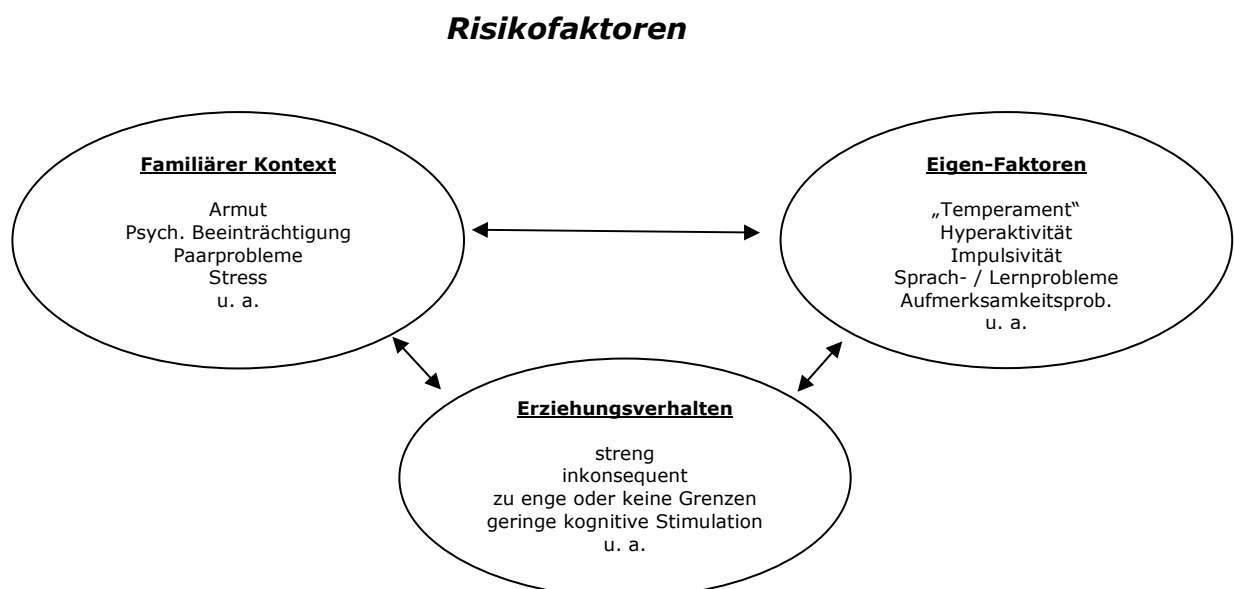 Risikofaktoren
Familiärer Kontext
Armut
Psych. Beeinträchtigung
Paarprobleme
Stress
u. a.
Eigen-Faktoren
„Temperament“
Hyperaktivität
Impulsivität
Sprach- / Lernprobleme
Aufmerksamkeitsprob.
u. a.
Erziehungsverhalten
streng
inkonsequent
zu enge oder keine Grenzen
geringe kognitive Stimulation
u. a.